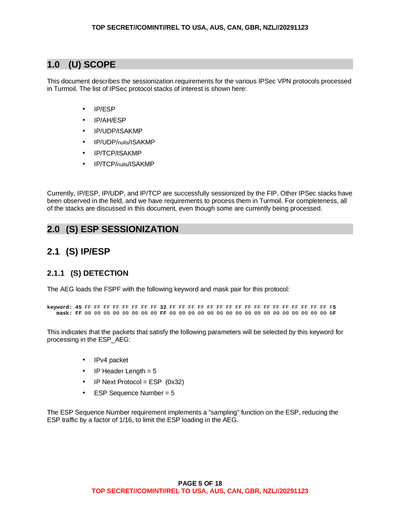 TOP SECRET//COMINT//REL TO USA, AUS, CAN, GBR, NZL//20291123
1.0 (U) SCOPE
This document describes the sessionization requirements for the various IPSec VPN protocols processed
in Turmoil. The list of IPSec protocol stacks of interest is shown here:
• IP/ESP
• IP/AH/ESP
• IP/UDP/ISAKMP
• IP/UDP/nulls/ISAKMP
• IP/TCP/ISAKMP
• IP/TCP/nulls/ISAKMP
Currently, IP/ESP, IP/UDP, and IP/TCP are successfully sessionized by the FIP. Other IPSec stacks have
been observed in the field, and we have requirements to process them in Turmoil. For completeness, all
of the stacks are discussed in this document, even though some are currently being processed.
2.0 (S) ESP SESSIONIZATION
2.1 (S) IP/ESP
2.1.1 (S) DETECTION
The AEG loads the FSPF with the following keyword and mask pair for this protocol:
keyword: 45 FF FF FF FF FF FF FF FF 32 FF FF FF FF FF FF FF FF FF FF FF FF FF FF FF FF FF F5
mask: FF 00 00 00 00 00 00 00 00 FF 00 00 00 00 00 00 00 00 00 00 00 00 00 00 00 00 00 0F
This indicates that the packets that satisfy the following parameters will be selected by this keyword for
processing in the ESP_AEG:
• IPv4 packet
• IP Header Length = 5
• IP Next Protocol = ESP (0x32)
• ESP Sequence Number = 5
The ESP Sequence Number requirement implements a “sampling” function on the ESP, reducing the
ESP traffic by a factor of 1/16, to limit the ESP loading in the AEG.
PAGE 5 OF 18
TOP SECRET//COMINT//REL TO USA, AUS, CAN, GBR, NZL//20291123